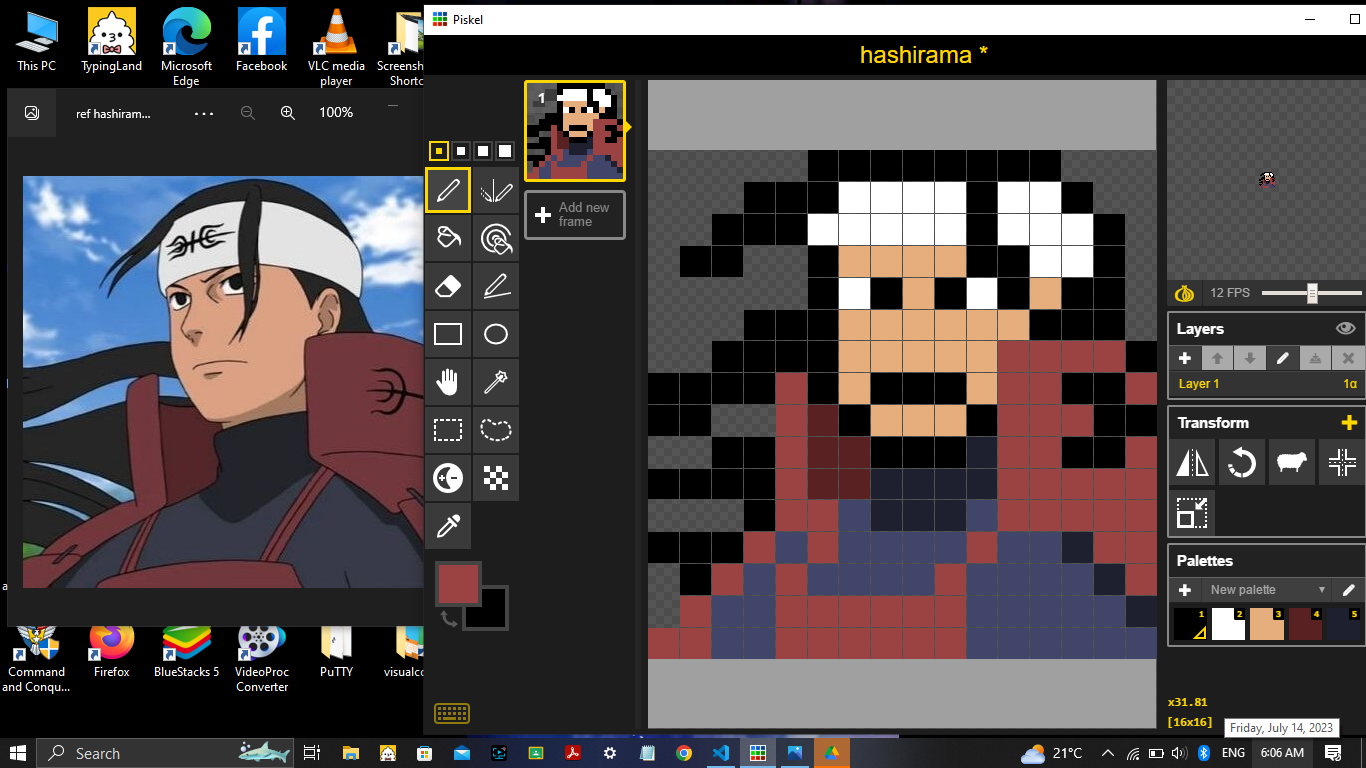 This PC
TypingLand
Microsoft
Edge
Facebook
VLC media
player
Screensh
Shortc
Piskel
hashirama *
ref hashiram...
100%
1
Add new
frame
12 FPS
Layers
Layer 1
1α
Transform
Palettes
New palette
1
2
3
4
5
x31.81
[16x16]
Friday, July 14, 2023
a
Command
and Conqu...
Firefox
BlueStacks 5
VideoProc
Converter
PuTTY
visualco
Search
21°C
ENG
6:06 AM